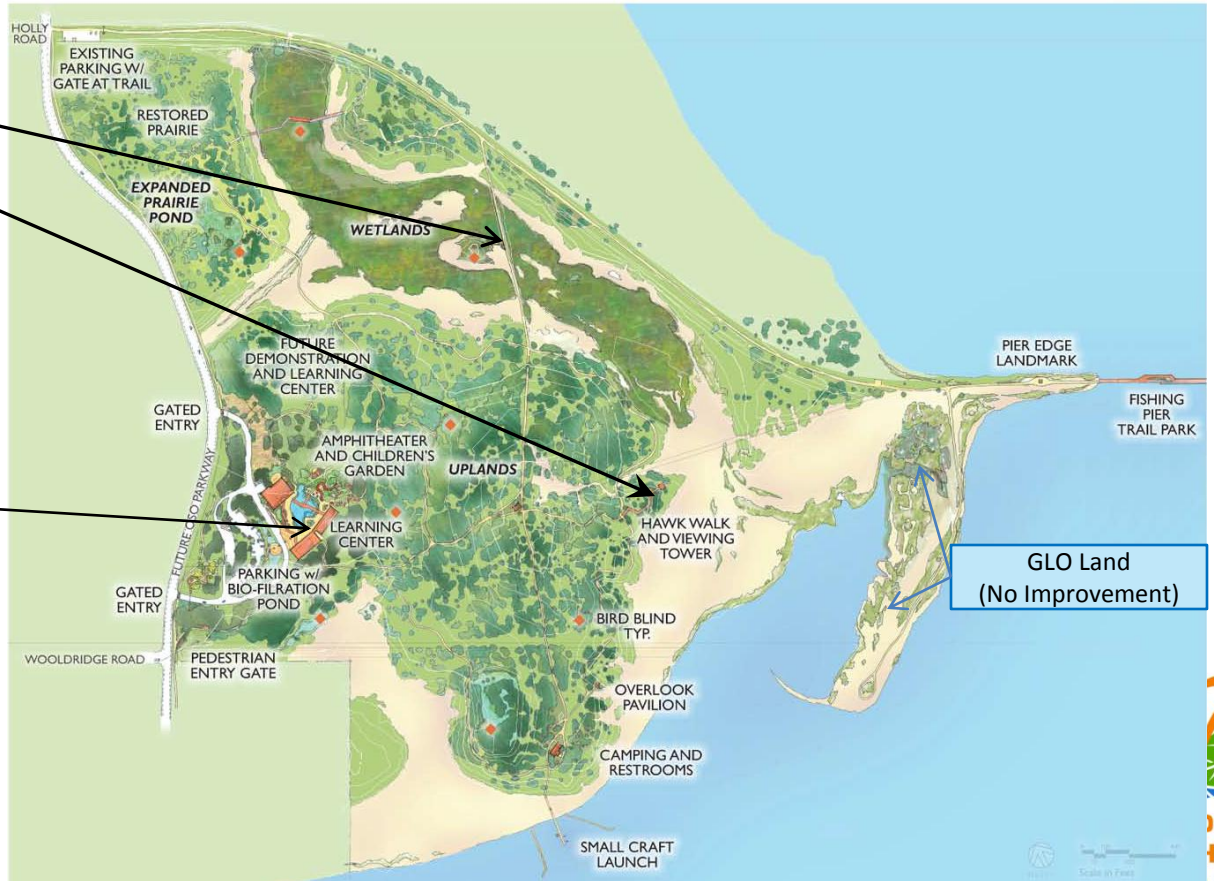 HOLLY
ROAD
EXISTING
PARKING W/
GATE AT TRAIL
RESTORED
PRAIRIE
EXPANDED
PRAIRIE
POND
WETLANDS
PIER EDGE
LANDMARK
FISHING
PIER
TRAIL PARK
FUTURE
DEMONSTRATION
AND LEARNING
CENTER
GATED
ENTRY
AMPHITHEATER
AND CHILDREN'S
GARDEN
UPLANDS
FUTURE OSO PARKWAY
LEARNING
CENTER
HAWK WALK
AND VIEWING
TOWER
GLO Land
(No Improvement)
PARKING w/
BIO-FILRATION
POND
GATED
ENTRY
BIRD BLIND
TYP.
WOOLDRIDGE ROAD
PEDESTRIAN
ENTRY GATE
OVERLOOK
PAVILION
CAMPING AND
RESTROOMS
SMALL CRAFT
LAUNCH
Scale in Feet